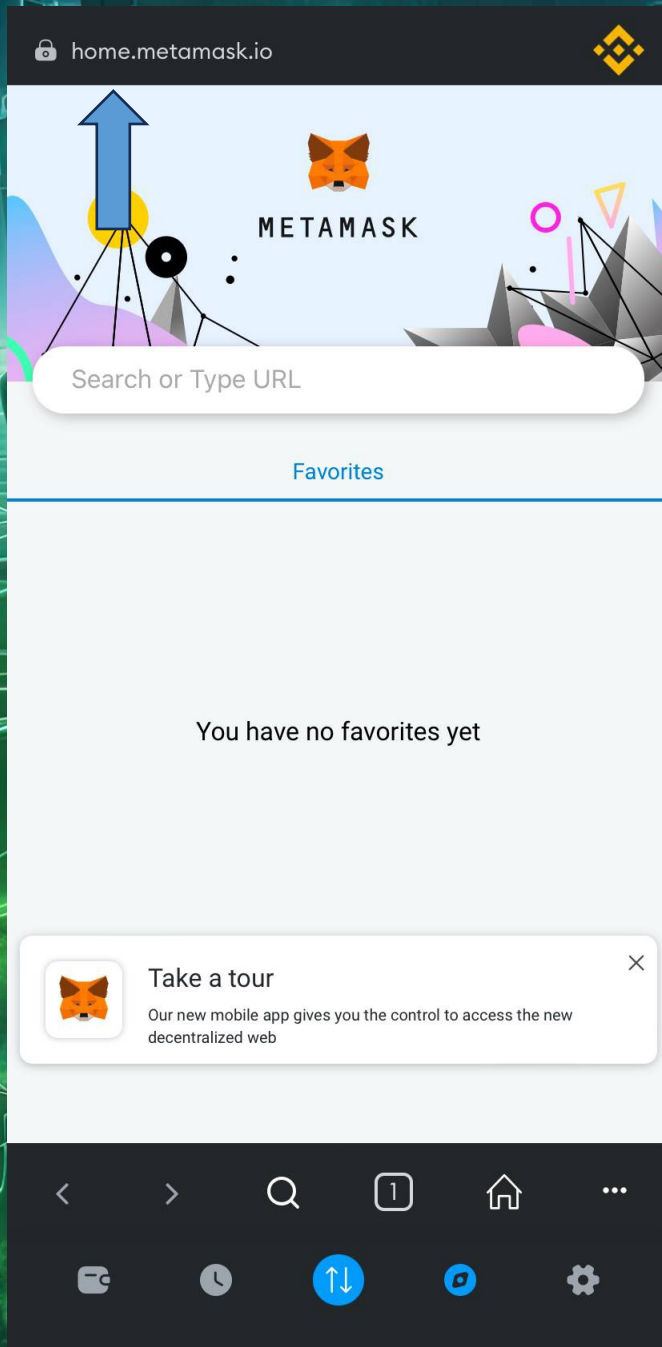 home.metamask.io
METAMASK
Search or Type URL
Favorites
You have no favorites yet
Take a tour
Our new mobile app gives you the control to access the new
decentralized web
1